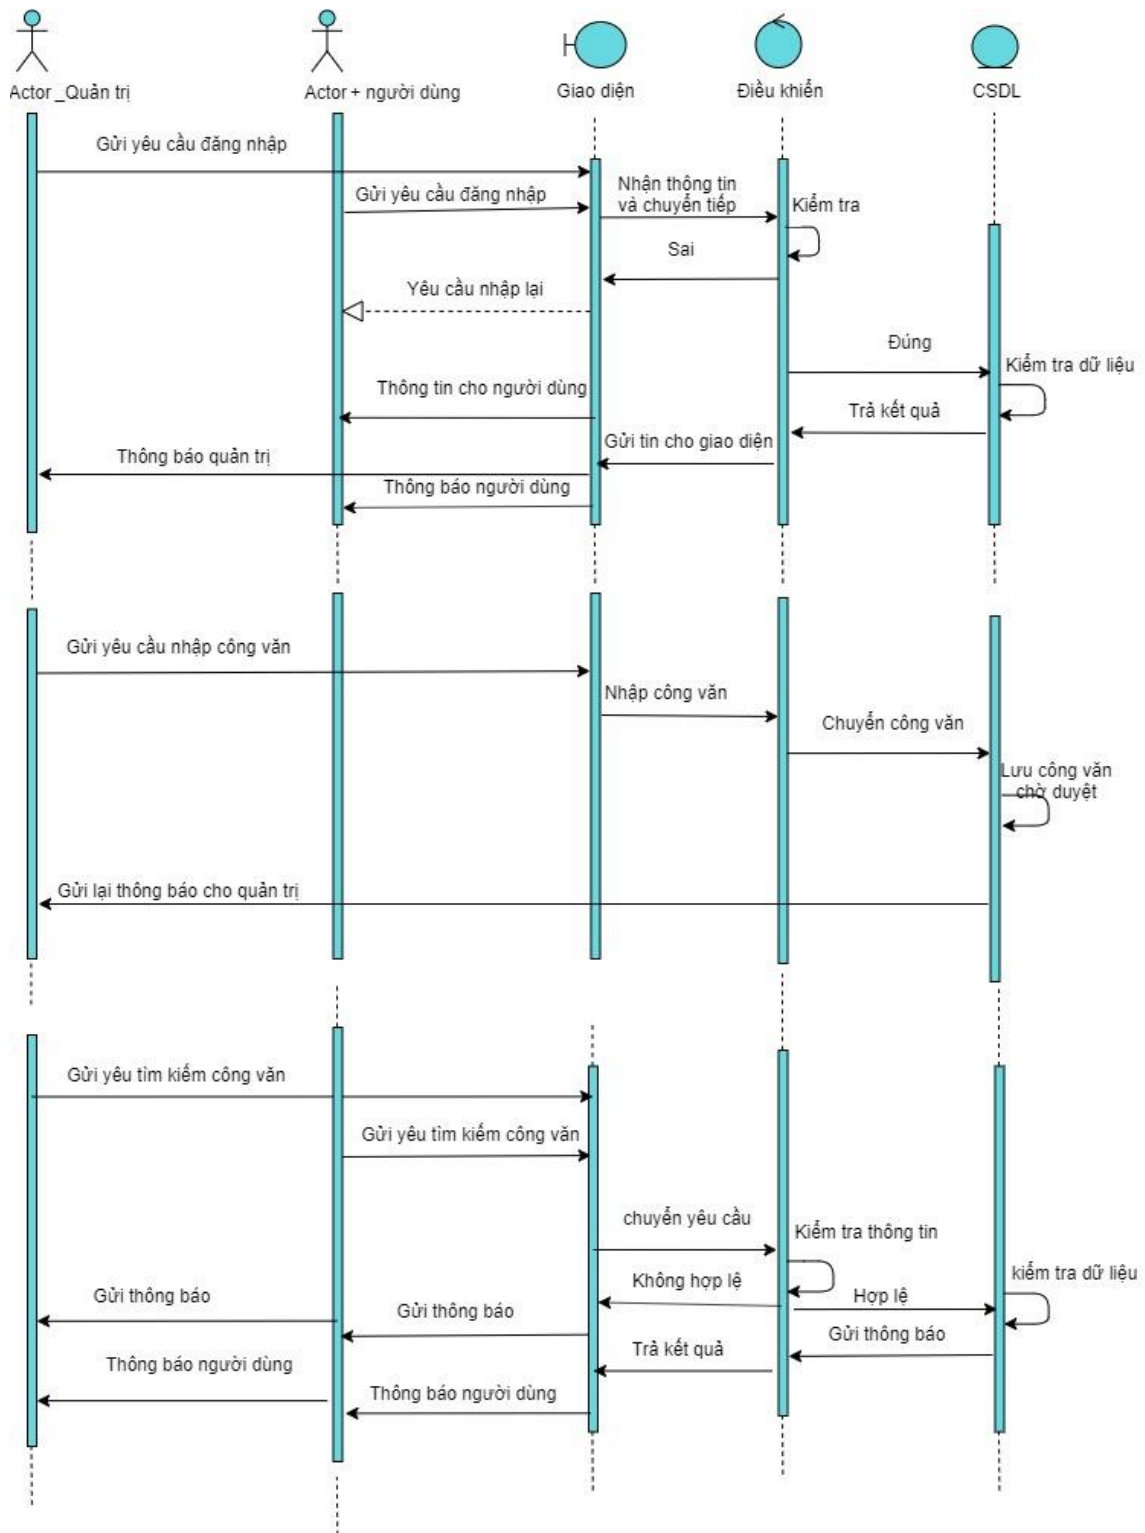 Actor _Quản trị
Actor + người dùng
Giao diện
Điều khiển
CSDL
Gửi yêu cầu đăng nhập
Gửi yêu cầu đăng nhập
Nhận thông tin
và chuyển tiếp
Kiểm tra
Sai
Yêu cầu nhập lại
Đúng
Kiểm tra dữ liệu
Thông tin cho người dùng
Trả kết quả
Gửi tin cho giao diện
Thông báo quản trị
Thông báo người dùng
Gửi yêu cầu nhập công văn
Nhập công văn
Chuyển công văn
Lưu công văn
chờ duyệt
Gửi lại thông báo cho quản trị
Gửi yêu tìm kiếm công văn
Gửi yêu tìm kiếm công văn
chuyển yêu cầu
Kiểm tra thông tin
Không hợp lệ
kiểm tra dữ liệu
Gửi thông báo
Hợp lệ
Gửi thông báo
Gửi thông báo
Trả kết quả
Thông báo người dùng
Thông báo người dùng